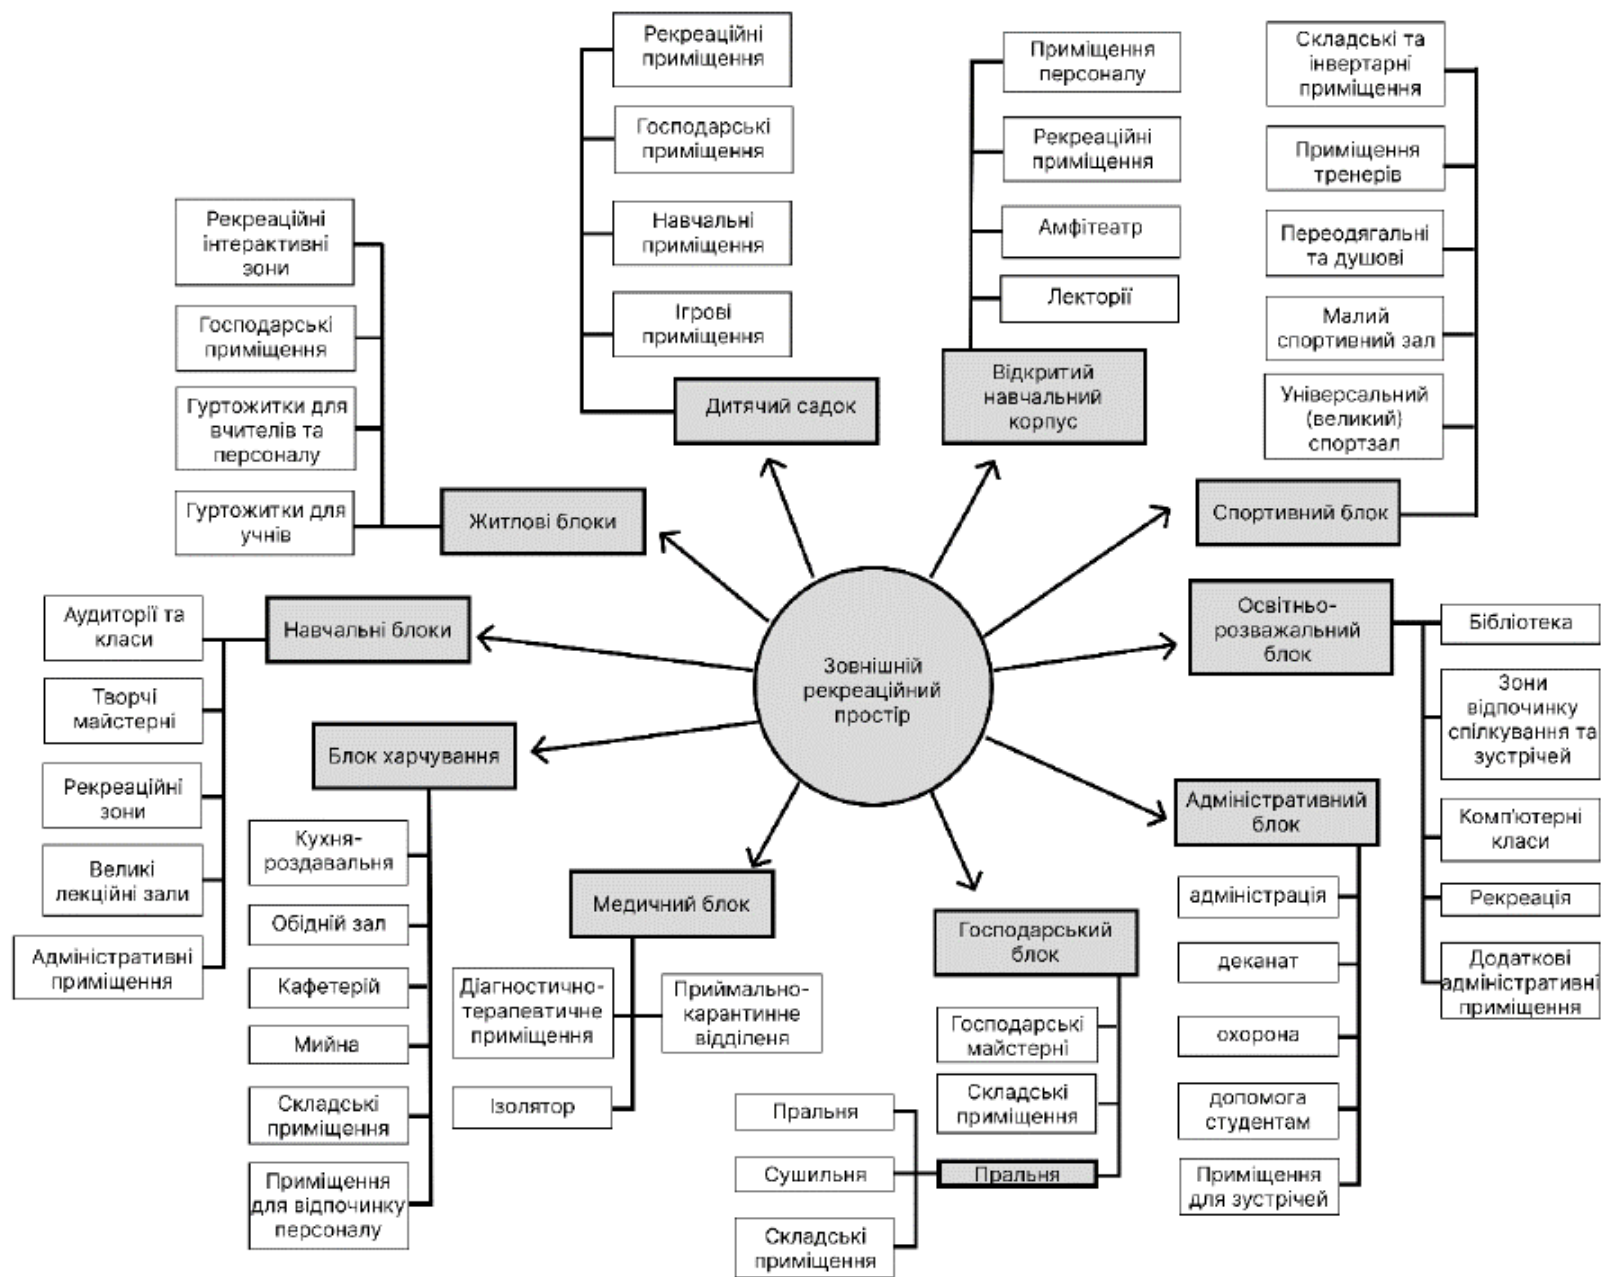 Рекреаційні
приміщення
Господарські
приміщення
Навчальні
приміщення
Ігрові
приміщення
Дитячий садок
Приміщення
персоналу
Рекреаційні
приміщення
Амфітеатр
Лекторії
Відкритий
навчальний
корпус
Складські та
інвертарні
приміщення
Приміщення
тренерів
Переодягальні
та душові
Малий
спортивний зал
Універсальний
(великий)
спортзал
Спортивний блок
Рекреаційні
інтерактивні
зони
Господарські
приміщення
Гуртожитки для
вчителів та
персоналу
Гуртожитки для
учнів
Житлові блоки
Аудиторії та
класи
Творчі
майстерні
Рекреаційні
зони
Великі
лекційні зали
Адміністративні
приміщення
Навчальні блоки
Зовнішній
рекреаційний
простір
Освітньо-
розважальний
блок
Бібліотека
Зони
відпочинку
спілкування та
зустрічей
Комп'ютерні
класи
Рекреація
Додаткові
адміністративні
приміщення
Блок харчування
Кухня-
роздавальня
Обідній зал
Кафетерій
Мийна
Складські
приміщення
Приміщення
для відпочинку
персоналу
Медичний блок
Діагностично-
терапевтичне
приміщення
Приймально-
карантинне
відділеня
Ізолятор
Господарський
блок
Господарські
майстерні
Складські
приміщення
Пральня
Пральня
Сушильня
Складські
приміщення
Адміністративний
блок
адміністрація
деканат
охорона
допомога
студентам
Приміщення
для зустрічей